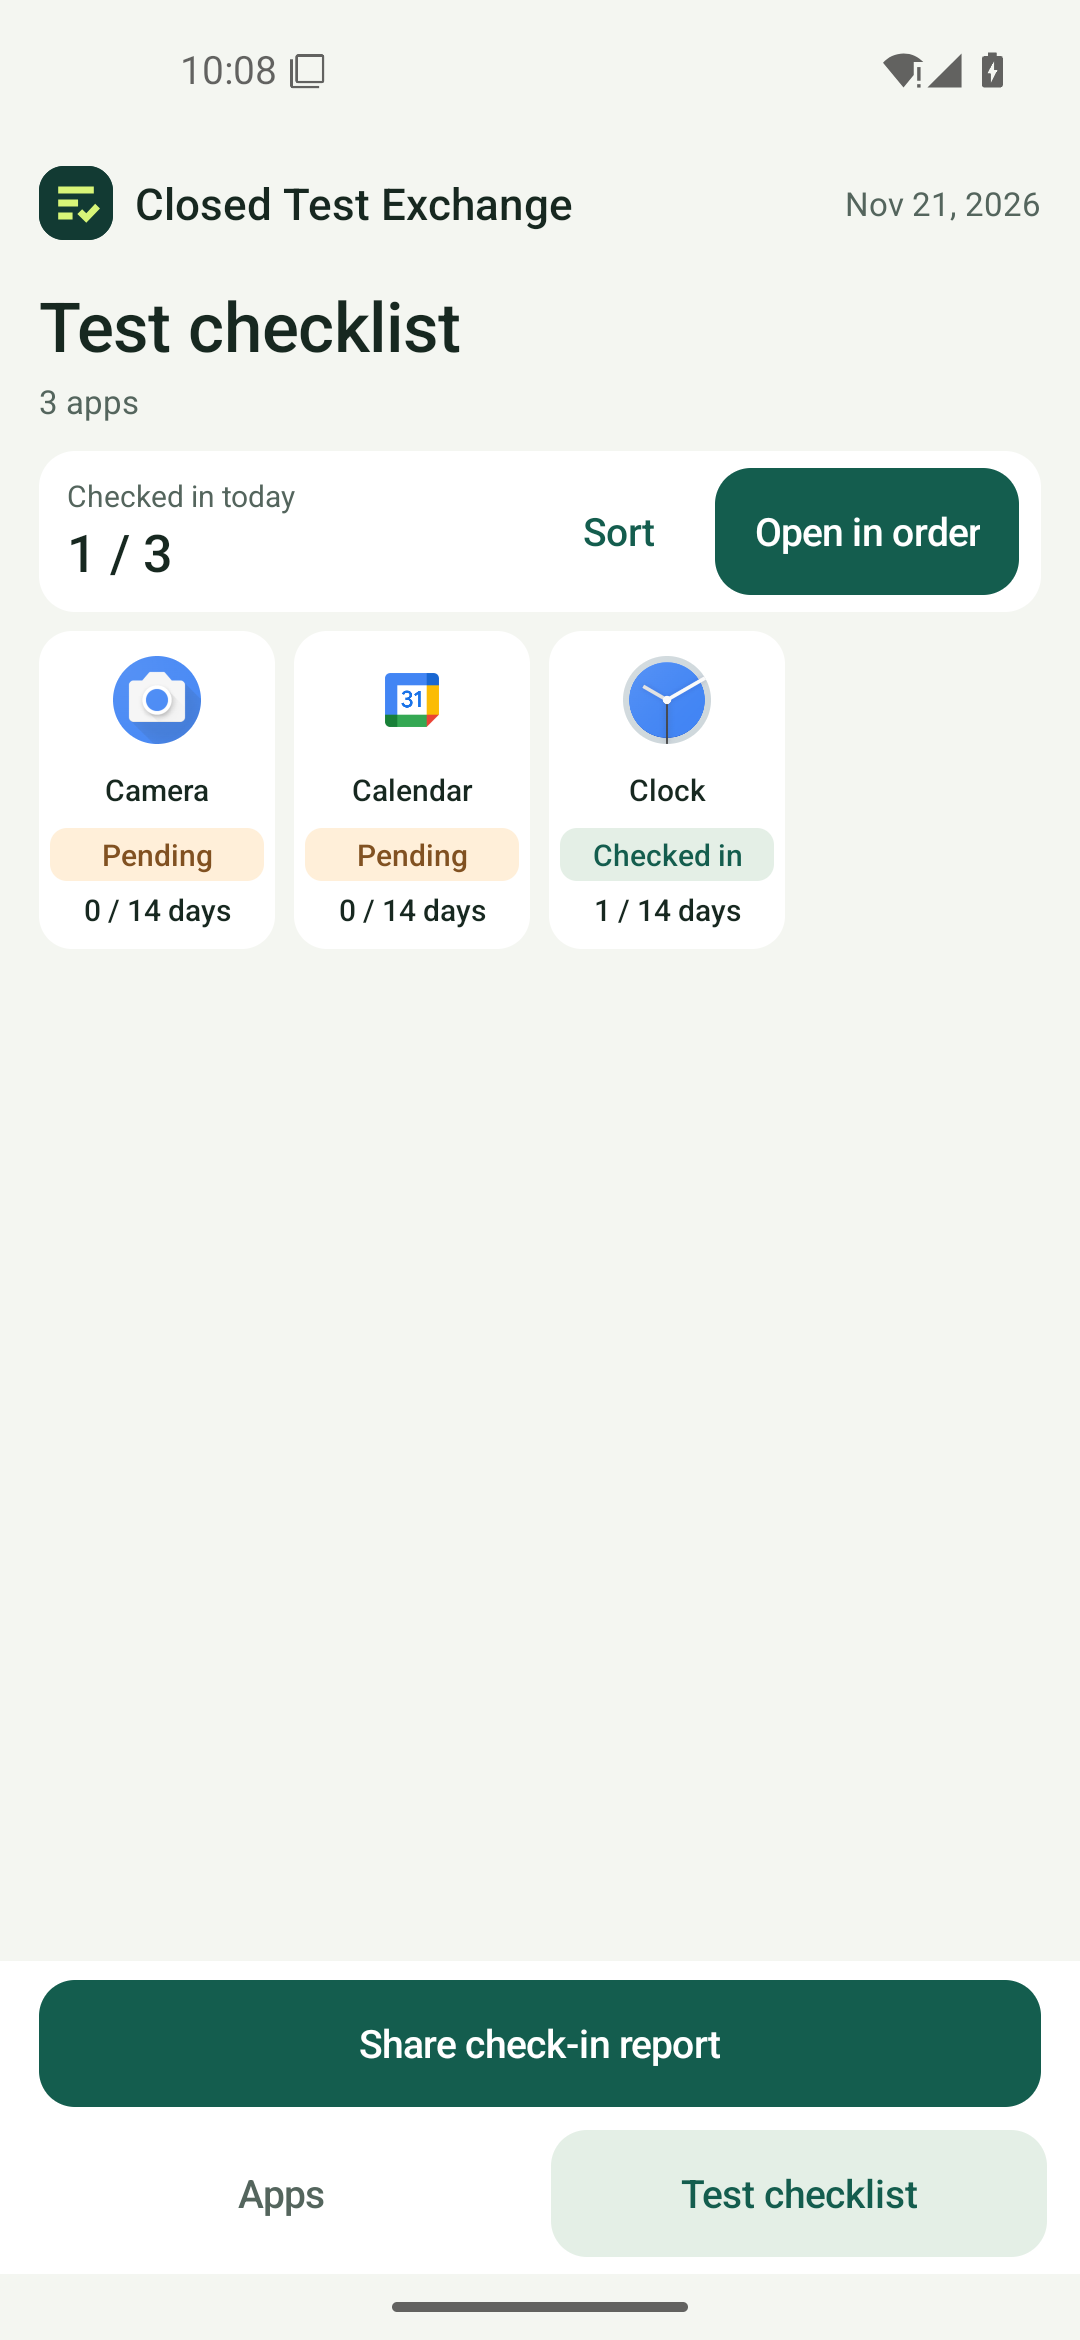 10:08
Closed Test Exchange
Nov 21, 2026
Test checklist
3 apps
Checked in today
1 / 3
Sort
Open in order
31
Camera
Calendar
Clock
Pending
Pending
Checked in
0 / 14 days
0 / 14 days
1 / 14 days
Share check-in report
Apps
Test checklist